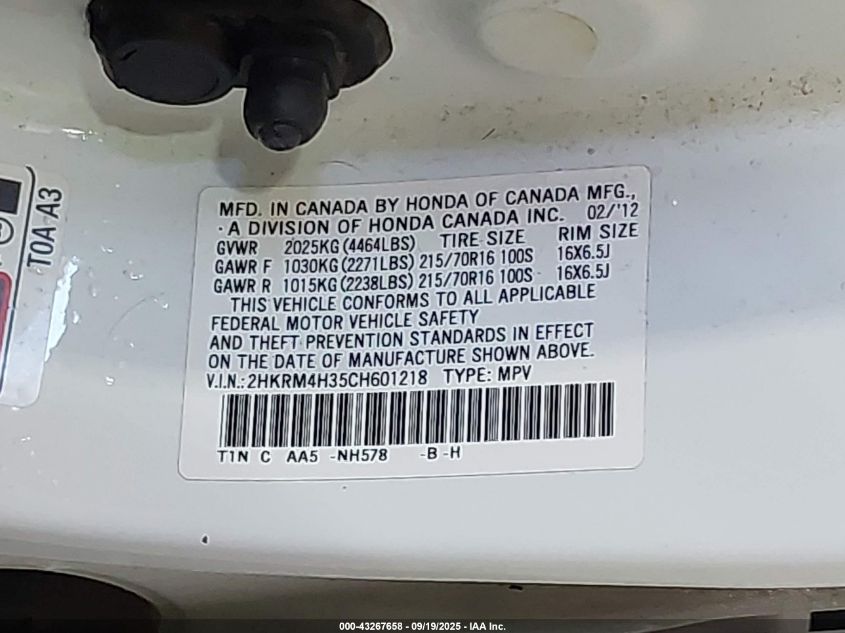 MFD. IN CANADA BY HONDA OF CANADA MFG.,
A DIVISION OF HONDA CANADA INC. 02/'12
GVWR 2025KG (4464LBS) TIRE SIZE RIM SIZE
GAWR F 1030KG (2271LBS) 215/70R16 100S 16X6.5J
GAWR R 1015KG (2238LBS) 215/70R16 100S 16X6.5J
THIS VEHICLE CONFORMS TO ALL APPLICABLE
FEDERAL MOTOR VEHICLE SAFETY
AND THEFT PREVENTION STANDARDS IN EFFECT
ON THE DATE OF MANUFACTURE SHOWN ABOVE.
V.I.N.: 2HKRM4H35CH601218 TYPE: MPV
T1N C AA5 -NH578 -B -H
T0A-A3
000-43267658 - 09/19/2025 - IAA Inc.